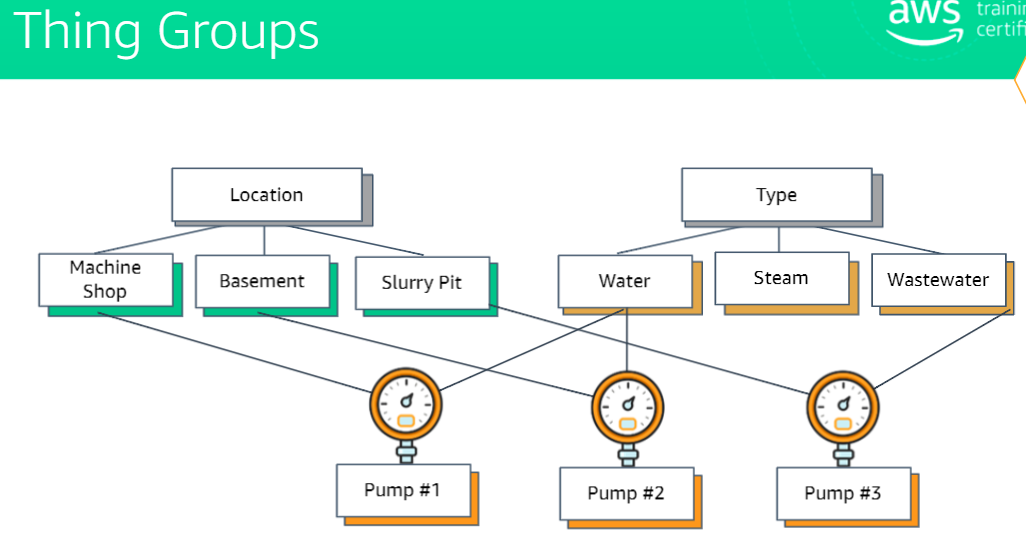 Thing Groups
aws
Location
Type
Machine
Shop
Basement
Slurry Pit
Water
Steam
Wastewater
Pump #1
Pump #2
Pump #3